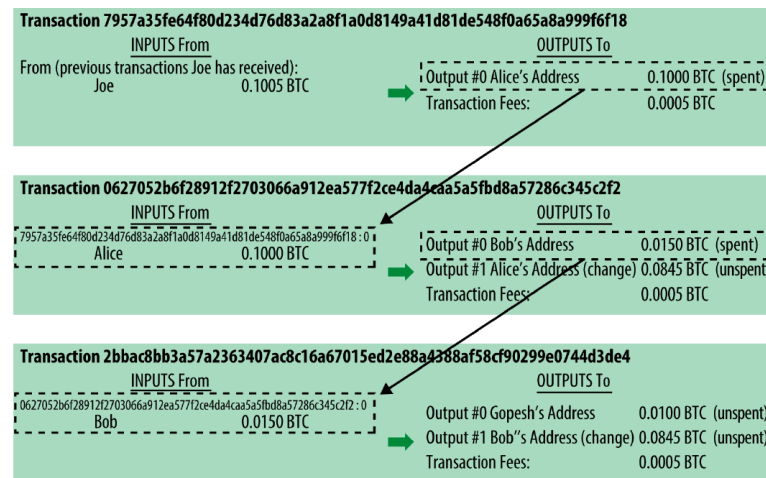 Transaction 7957a35fe64f80d234d76d83a2a8f1a0d8149a41d81de548f0a65a8a999f6f18
INPUTS From
OUTPUTS To
From (previous transactions Joe has received):
Joe 0.1005 BTC
Output #0 Alice's Address 0.1000 BTC (spent)
Transaction Fees: 0.0005 BTC
Transaction 0627052b6f28912f2703066a912ea577f2ce4da4caa5a5fbd8a57286c345c2f2
INPUTS From
OUTPUTS To
7957a35fe64f80d234d76d83a2a8f1a0d8149a41d81de548f0a65a8a999f6f18 : 0
Alice 0.1000 BTC
Output #0 Bob's Address 0.0150 BTC (spent)
Output #1 Alice's Address (change) 0.0845 BTC (unspent
Transaction Fees: 0.0005 BTC
Transaction 2bbac8bb3a57a2363407ac8c16a67015ed2e88a4388af58cf90299e0744d3de4
INPUTS From
OUTPUTS To
0627052b6f28912f2703066a912ea577f2ce4da4caa5a5fbd8a57286c345c2f2 : 0
Bob 0.0150 BTC
Output #0 Gopesh's Address 0.0100 BTC (unspent)
Output #1 Bob"s Address (change) 0.0845 BTC (unspent)
Transaction Fees: 0.0005 BTC